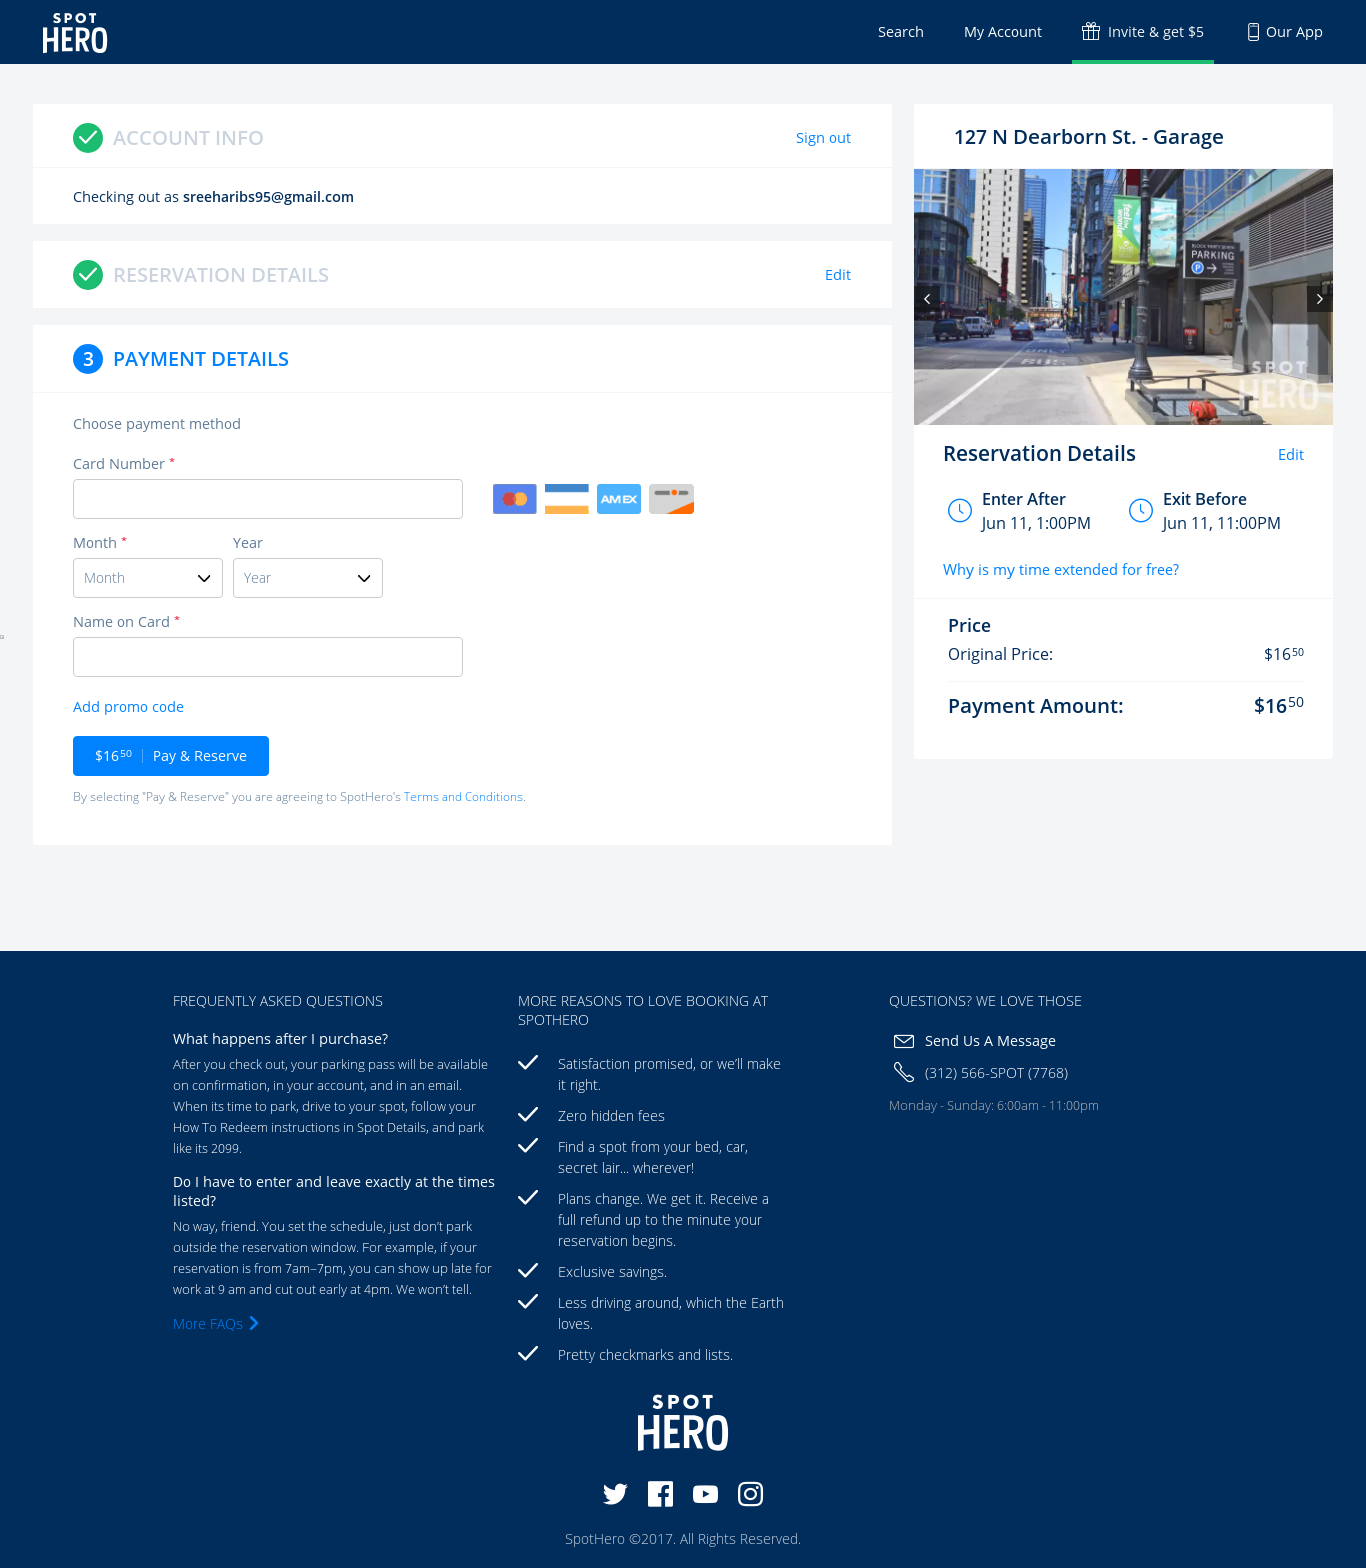 SPOT
HERO
Search
My Account
Invite & get $5
Our App
ACCOUNT INFO
Sign out
Checking out as sreeharibs95@gmail.com
RESERVATION DETAILS
Edit
3 PAYMENT DETAILS
Choose payment method
Card Number *
AMEX
Month *
Year
Month
Year
Name on Card *
Add promo code
$16 50 | Pay & Reserve
By selecting "Pay & Reserve" you are agreeing to SpotHero's Terms and Conditions.
127 N Dearborn St. - Garage
PARKING
P
ONLY
BUS
SPOT
HERO
Reservation Details
Edit
Enter After
Jun 11, 1:00PM
Exit Before
Jun 11, 11:00PM
Why is my time extended for free?
Price
Original Price:
$16 50
Payment Amount:
$16 50
FREQUENTLY ASKED QUESTIONS
What happens after I purchase?
After you check out, your parking pass will be available
on confirmation, in your account, and in an email.
When its time to park, drive to your spot, follow your
How To Redeem instructions in Spot Details, and park
like its 2099.
Do I have to enter and leave exactly at the times
listed?
No way, friend. You set the schedule, just don’t park
outside the reservation window. For example, if your
reservation is from 7am–7pm, you can show up late for
work at 9 am and cut out early at 4pm. We won’t tell.
More FAQs
MORE REASONS TO LOVE BOOKING AT
SPOTHERO
Satisfaction promised, or we’ll make
it right.
Zero hidden fees
Find a spot from your bed, car,
secret lair... wherever!
Plans change. We get it. Receive a
full refund up to the minute your
reservation begins.
Exclusive savings.
Less driving around, which the Earth
loves.
Pretty checkmarks and lists.
QUESTIONS? WE LOVE THOSE
Send Us A Message
(312) 566-SPOT (7768)
Monday - Sunday: 6:00am - 11:00pm
SPOT
HERO
SpotHero ©2017. All Rights Reserved.